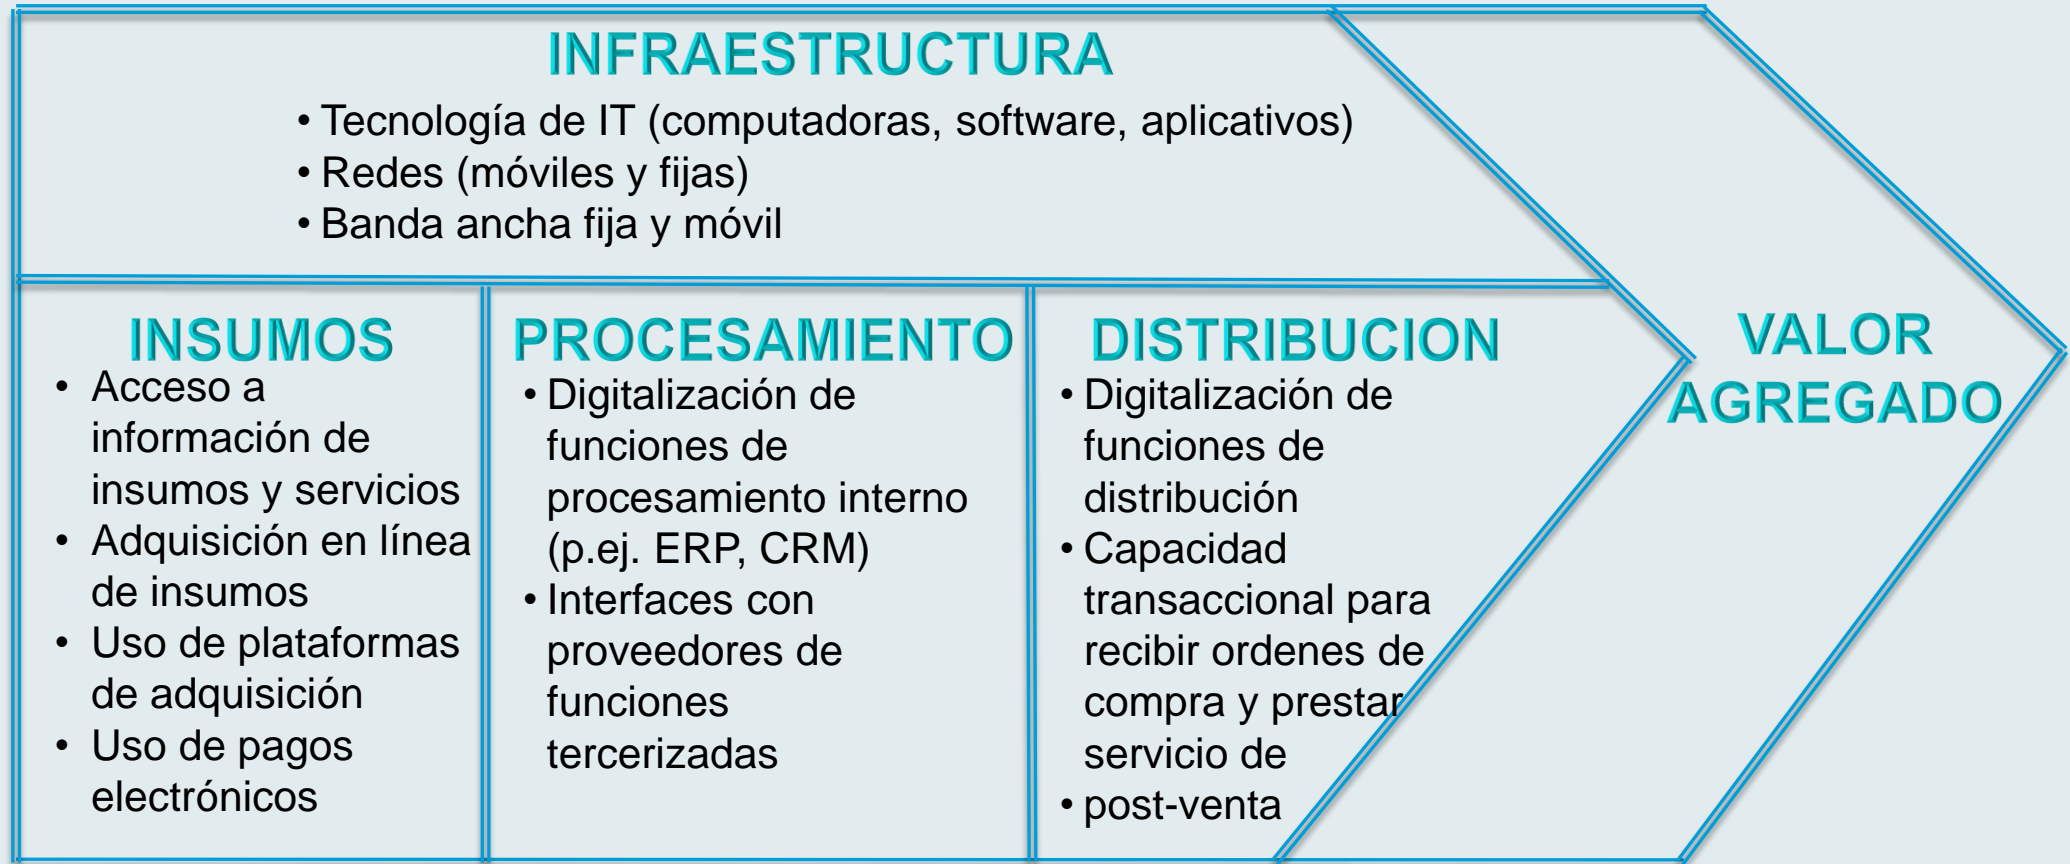 INFRAESTRUCTURA
• Tecnología de IT (computadoras, software, aplicativos)
• Redes (móviles y fijas)
• Banda ancha fija y móvil
INSUMOS
• Acceso a
información de
insumos y servicios
• Adquisición en línea
de insumos
• Uso de plataformas
de adquisición
• Uso de pagos
electrónicos
PROCESAMIENTO
• Digitalización de
funciones de
procesamiento interno
(p.ej. ERP, CRM)
• Interfaces con
proveedores de
funciones
tercerizadas
DISTRIBUCION
• Digitalización de
funciones de
distribución
• Capacidad
transaccional para
recibir ordenes de
compra y prestar
servicio de
• post-venta
VALOR
AGREGADO